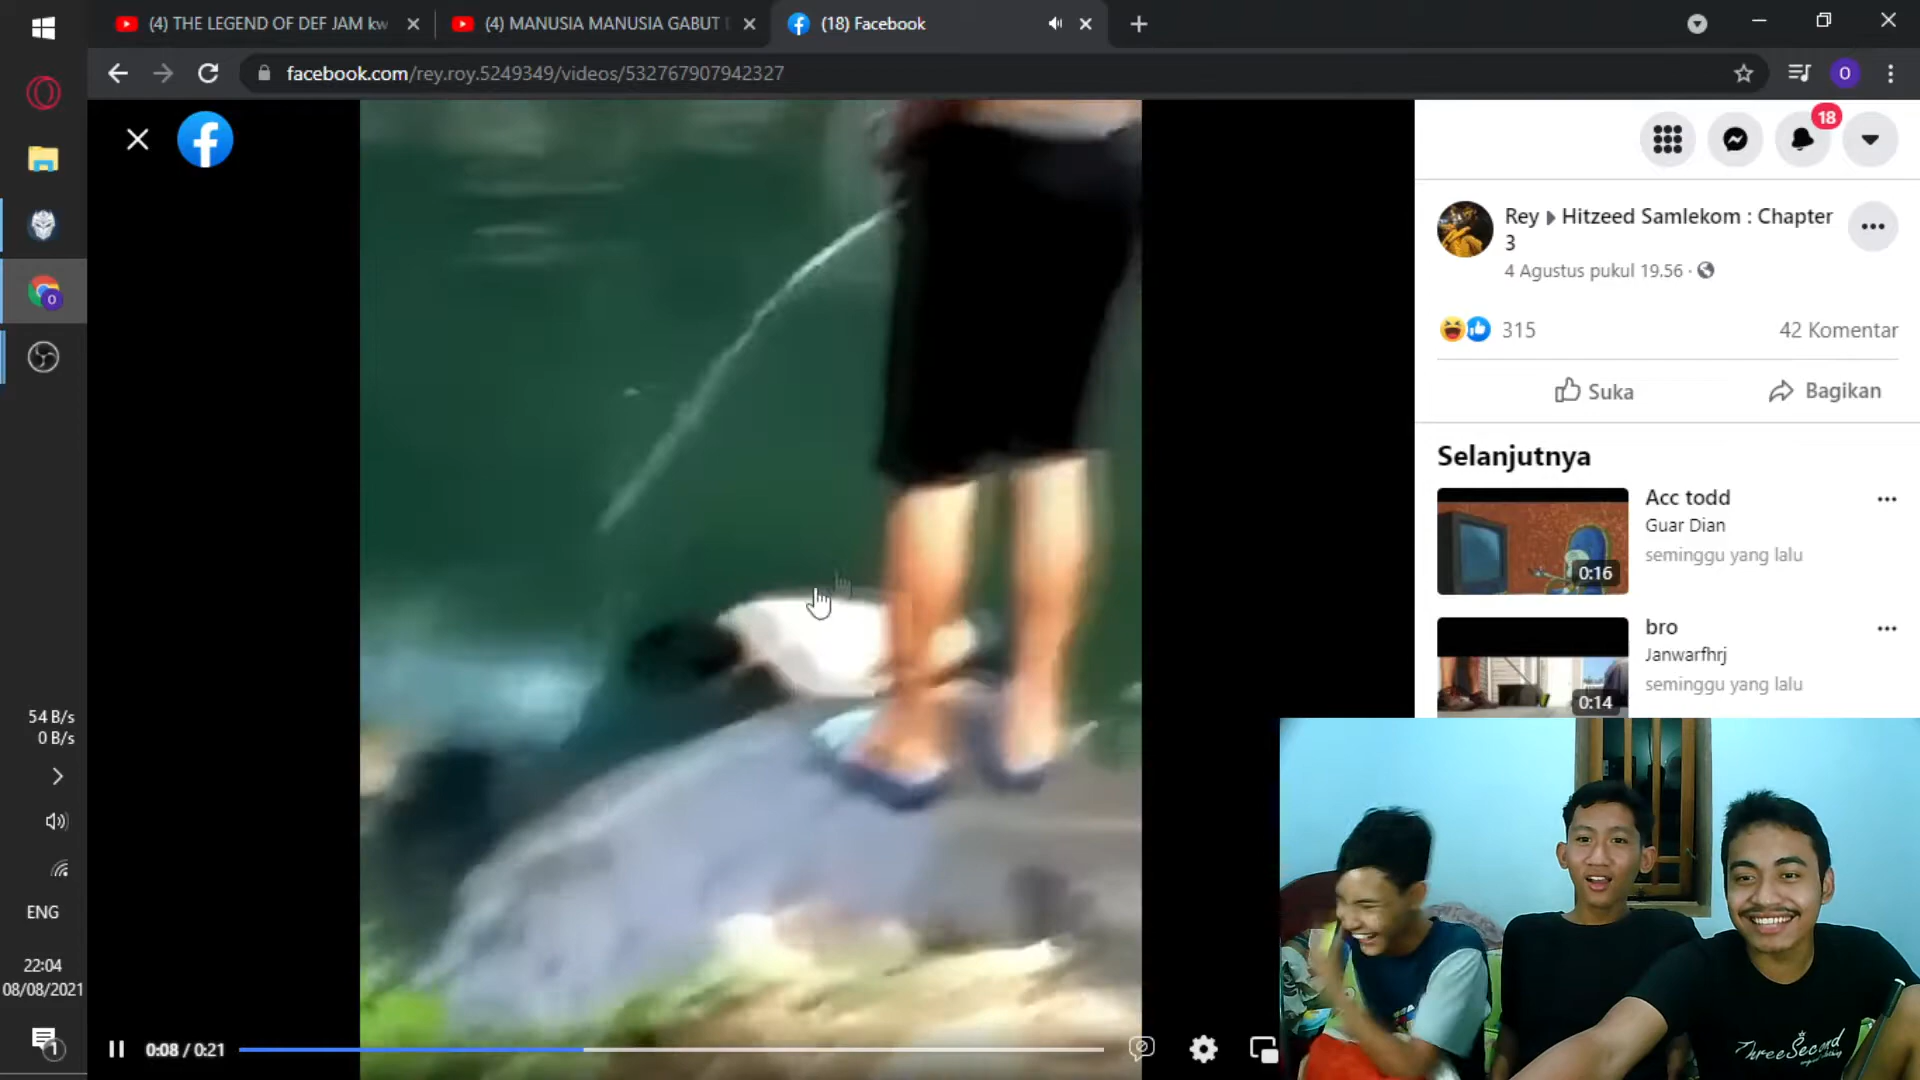 (4) THE LEGEND OF DEF JAM kw
(4) MANUSIA MANUSIA GABUT
(18) Facebook
facebook.com/rey.roy.5249349/videos/532767907942327
O
18
Rey Hitzeed Samlekom : Chapter
3
4 Agustus pukul 19.56 ·
315
42 Komentar
Suka
Bagikan
Selanjutnya
Acc todd
Guar Dian
seminggu yang lalu
0:16
bro
Janwarfhrj
seminggu yang lalu
0:14
54 B/s
0 B/s
ENG
22:04
08/08/2021
1
0:08 / 0:21
ThreeSecond